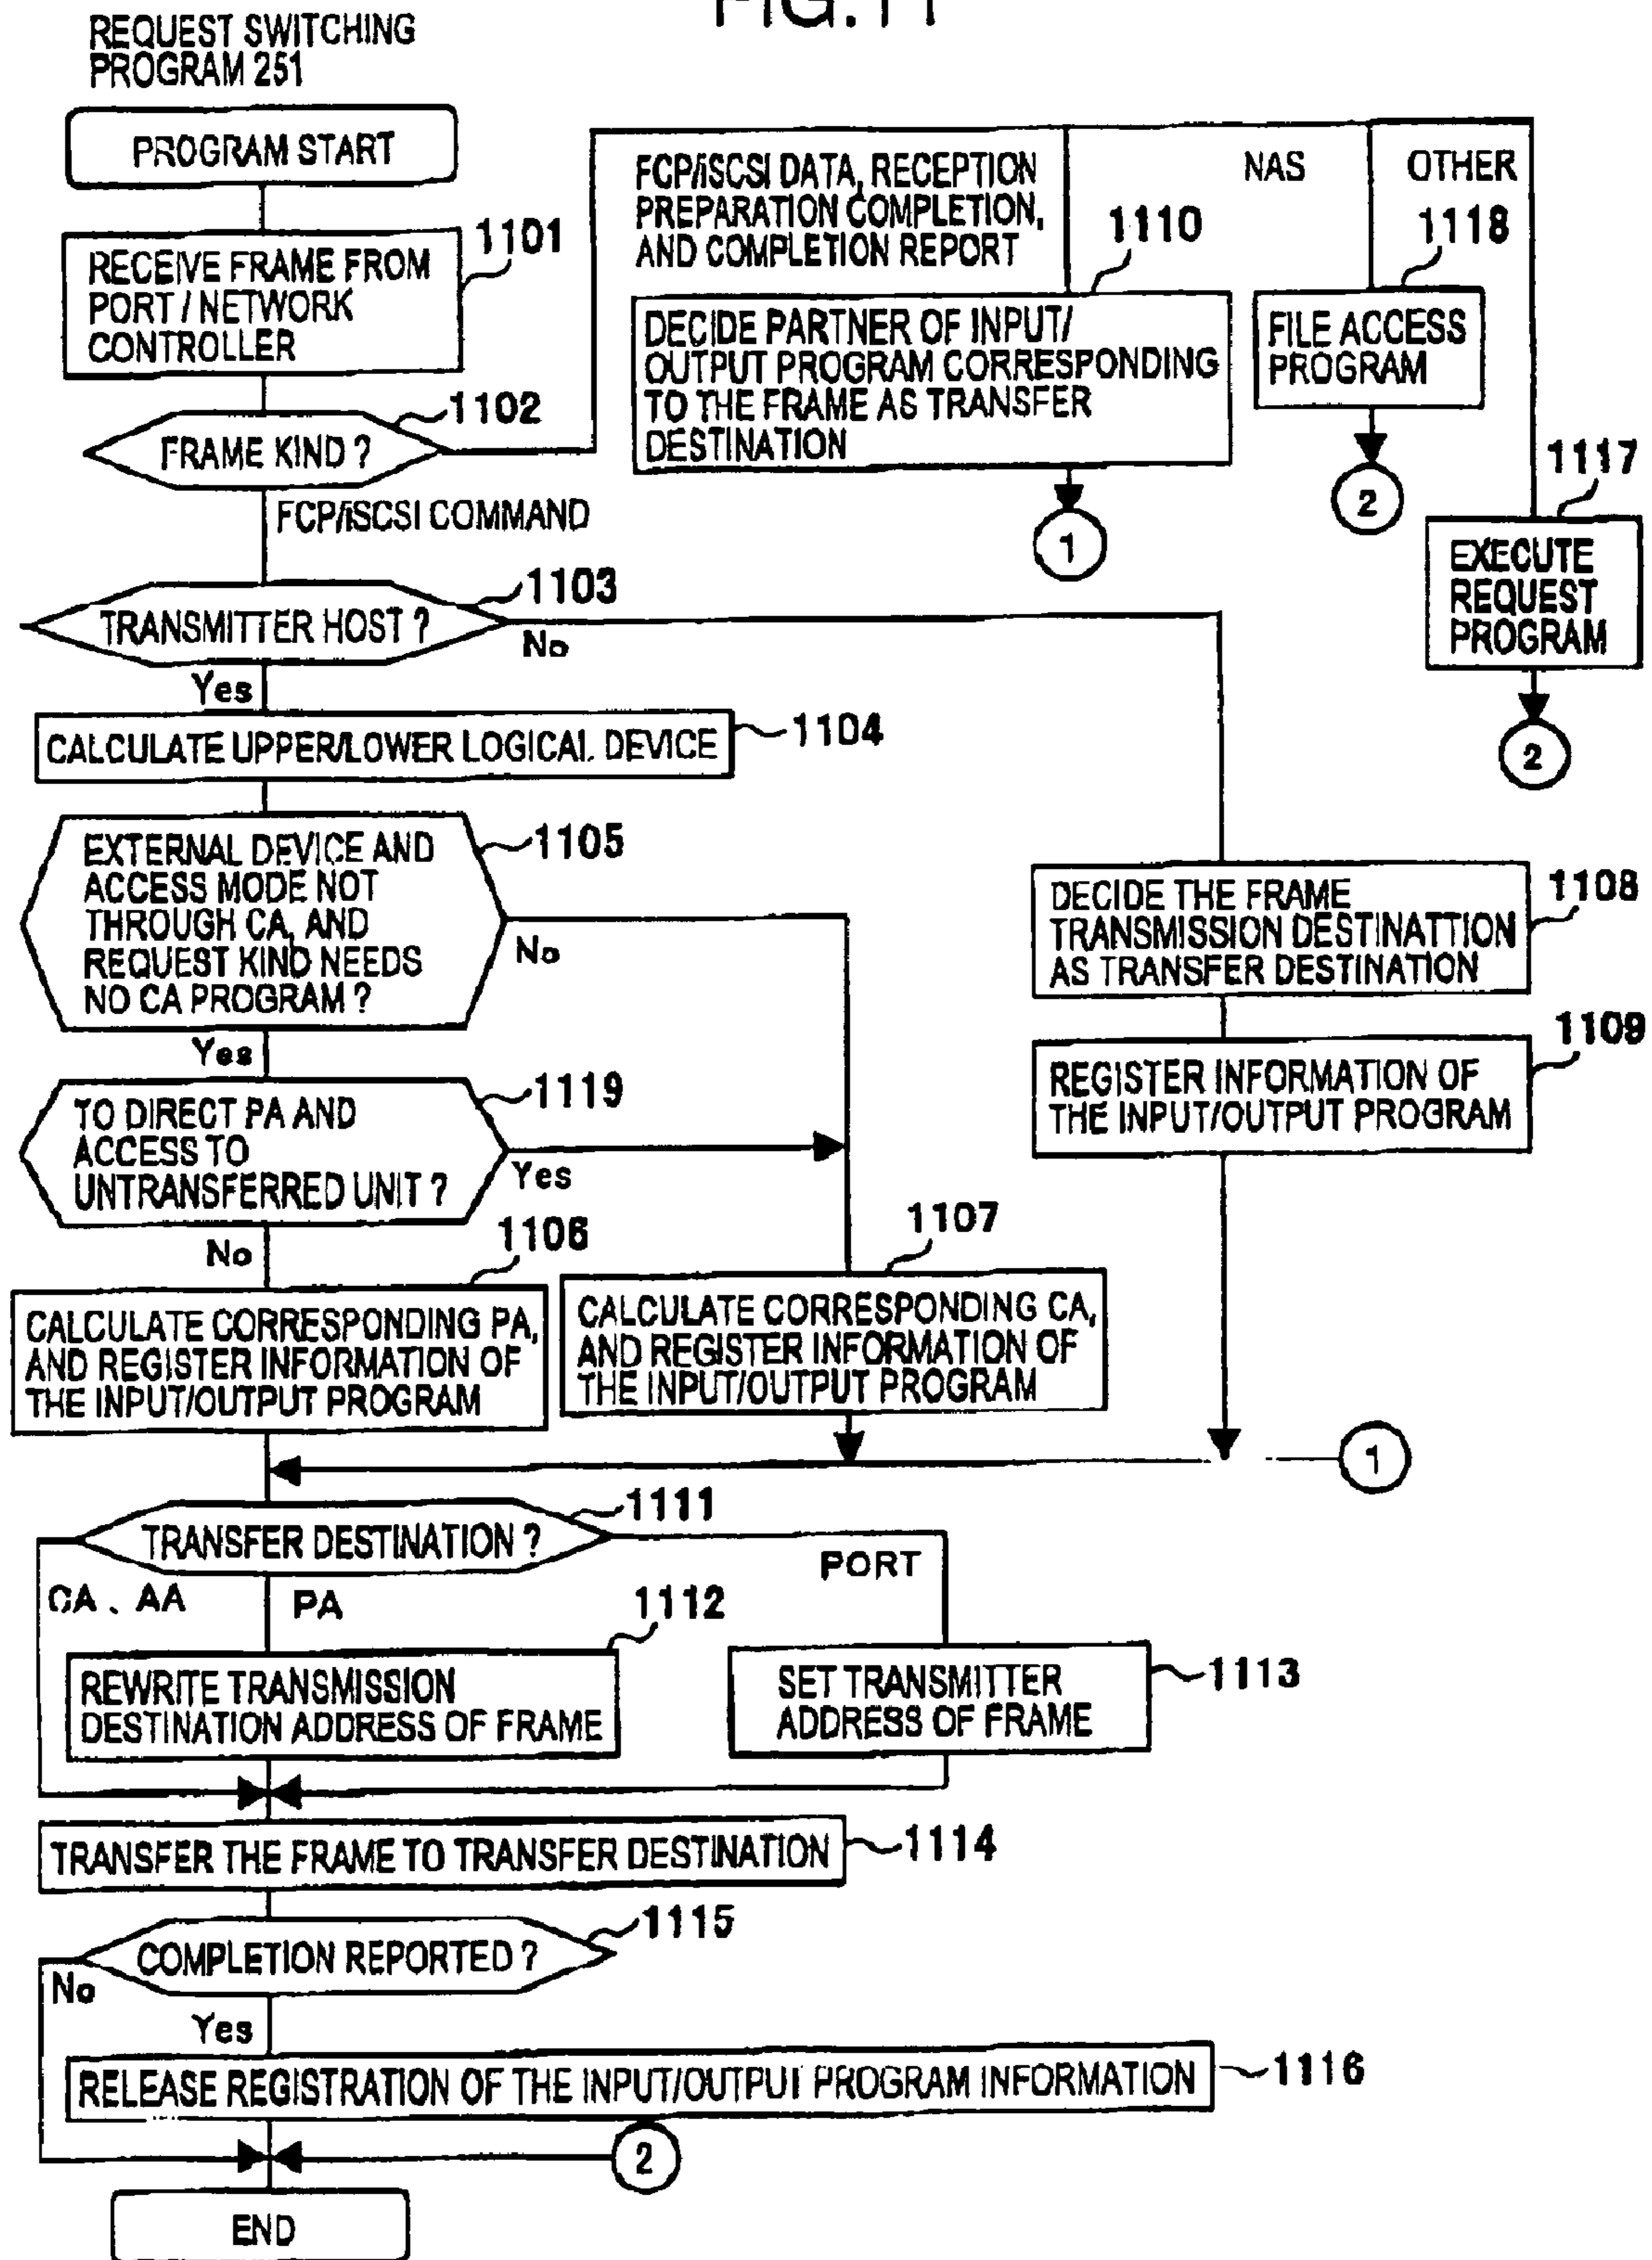 FIG. 11
REQUEST SWITCHING
PROGRAM 251
PROGRAM START
RECEIVE FRAME FROM
PORT / NETWORK
CONTROLLER
1101
FRAME KIND ?
1102
FCP/iSCSI COMMAND
FCP/iSCSI DATA, RECEPTION
PREPARATION COMPLETION,
AND COMPLETION REPORT
NAS
OTHER
1110
1118
DECIDE PARTNER OF INPUT/
OUTPUT PROGRAM CORRESPONDING
TO THE FRAME AS TRANSFER
DESTINATION
FILE ACCESS
PROGRAM
1
2
1117
EXECUTE
REQUEST
PROGRAM
2
TRANSMITTER HOST ?
1103
No
Yes
CALCULATE UPPER/LOWER LOGICAL DEVICE
1104
EXTERNAL DEVICE AND
ACCESS MODE NOT
THROUGH CA, AND
REQUEST KIND NEEDS
NO CA PROGRAM ?
1105
No
Yes
DECIDE THE FRAME
TRANSMISSION DESTINATTION
AS TRANSFER DESTINATION
1108
REGISTER INFORMATION OF
THE INPUT/OUTPUT PROGRAM
1109
TO DIRECT PA AND
ACCESS TO
UNTRANSFERRED UNIT ?
1119
Yes
No
1106
CALCULATE CORRESPONDING PA,
AND REGISTER INFORMATION OF
THE INPUT/OUTPUT PROGRAM
1107
CALCULATE CORRESPONDING CA,
AND REGISTER INFORMATION OF
THE INPUT/OUTPUT PROGRAM
1
TRANSFER DESTINATION ?
1111
CA . AA
PA
PORT
1112
REWRITE TRANSMISSION
DESTINATION ADDRESS OF FRAME
SET TRANSMITTER
ADDRESS OF FRAME
1113
TRANSFER THE FRAME TO TRANSFER DESTINATION
1114
COMPLETION REPORTED ?
1115
No
Yes
RELEASE REGISTRATION OF THE INPUT/OUTPUT PROGRAM INFORMATION
1116
2
END